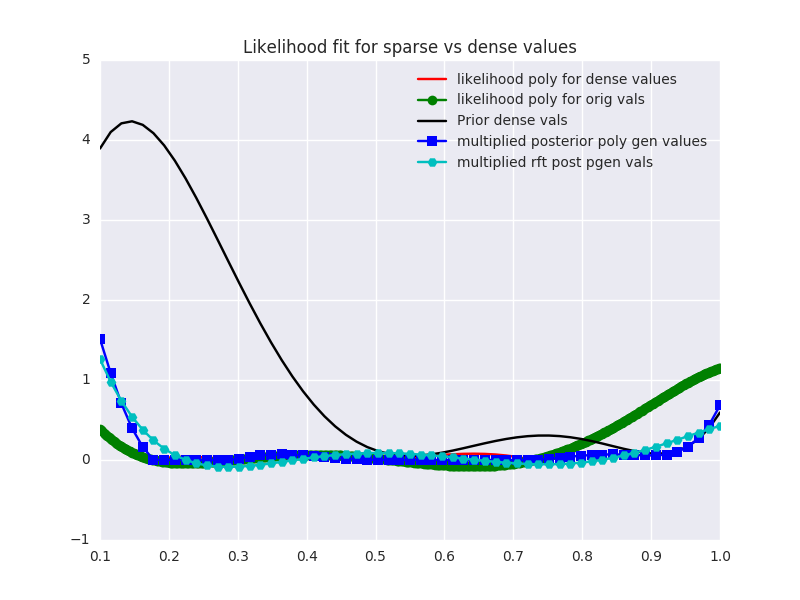 Likelihood fit for sparse vs dense values
likelihood poly for dense values
likelihood poly for orig vals
Prior dense vals
multiplied posterior poly gen values
multiplied rft post pgen vals
5
4
3
2
1
0
−1
0.1 0.2 0.3 0.4 0.5 0.6 0.7 0.8 0.9 1.0